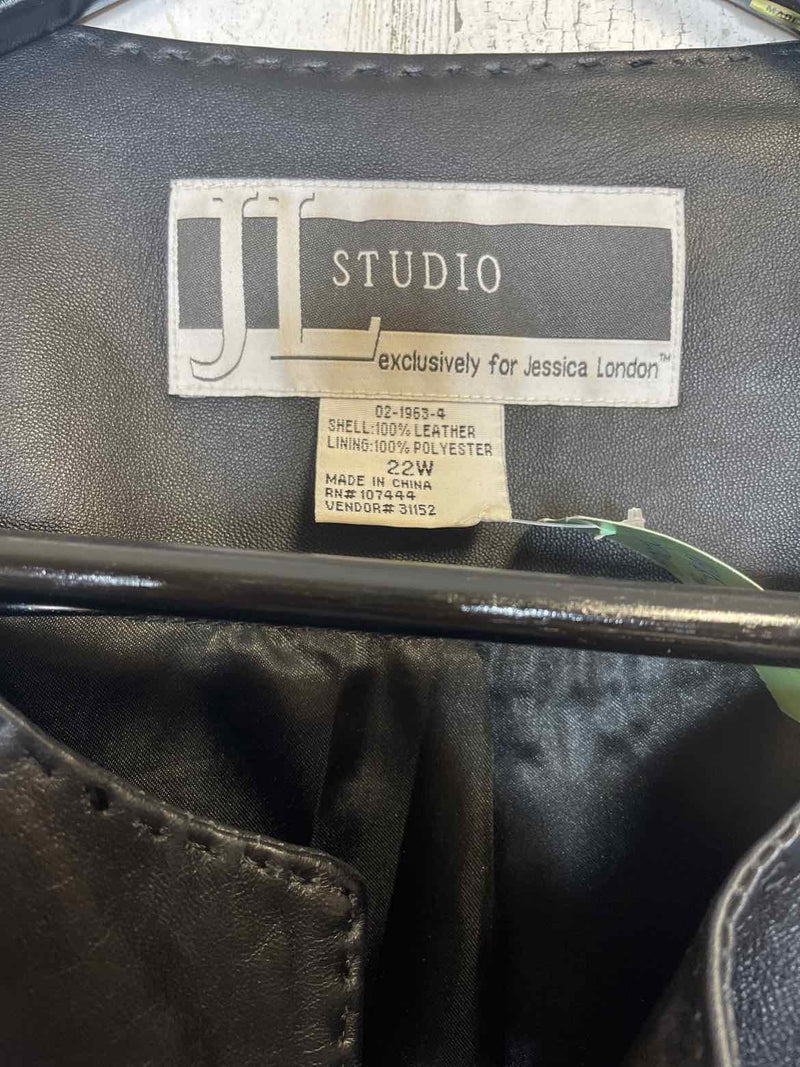 JL STUDIO
exclusively for Jessica London™
02-1963-4
SHELL:100% LEATHER
LINING:100% POLYESTER
22W
MADE IN CHINA
RN# 107444
VENDOR# 31152